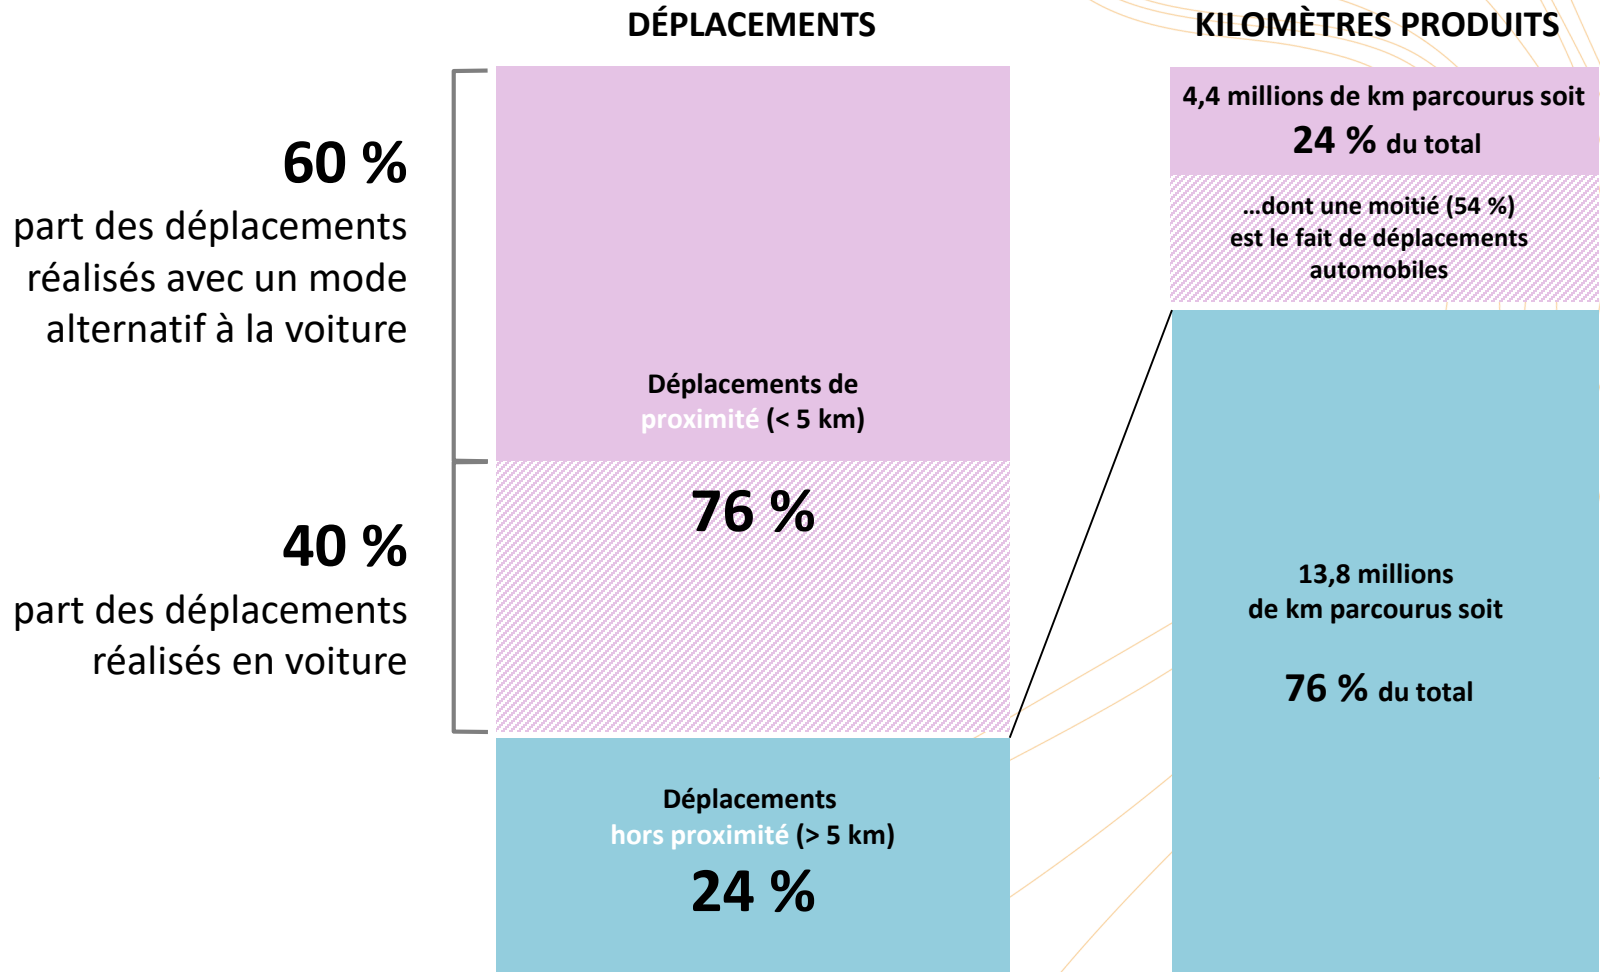 DÉPLACEMENTS
KILOMÈTRES PRODUITS
60 %
part des déplacements
réalisés avec un mode
alternatif à la voiture
40 %
part des déplacements
réalisés en voiture
Déplacements de
proximité (< 5 km)
76 %
Déplacements
hors proximité (> 5 km)
24 %
4,4 millions de km parcourus soit
24 % du total
...dont une moitié (54 %)
est le fait de déplacements
automobiles
13,8 millions
de km parcourus soit
76 % du total